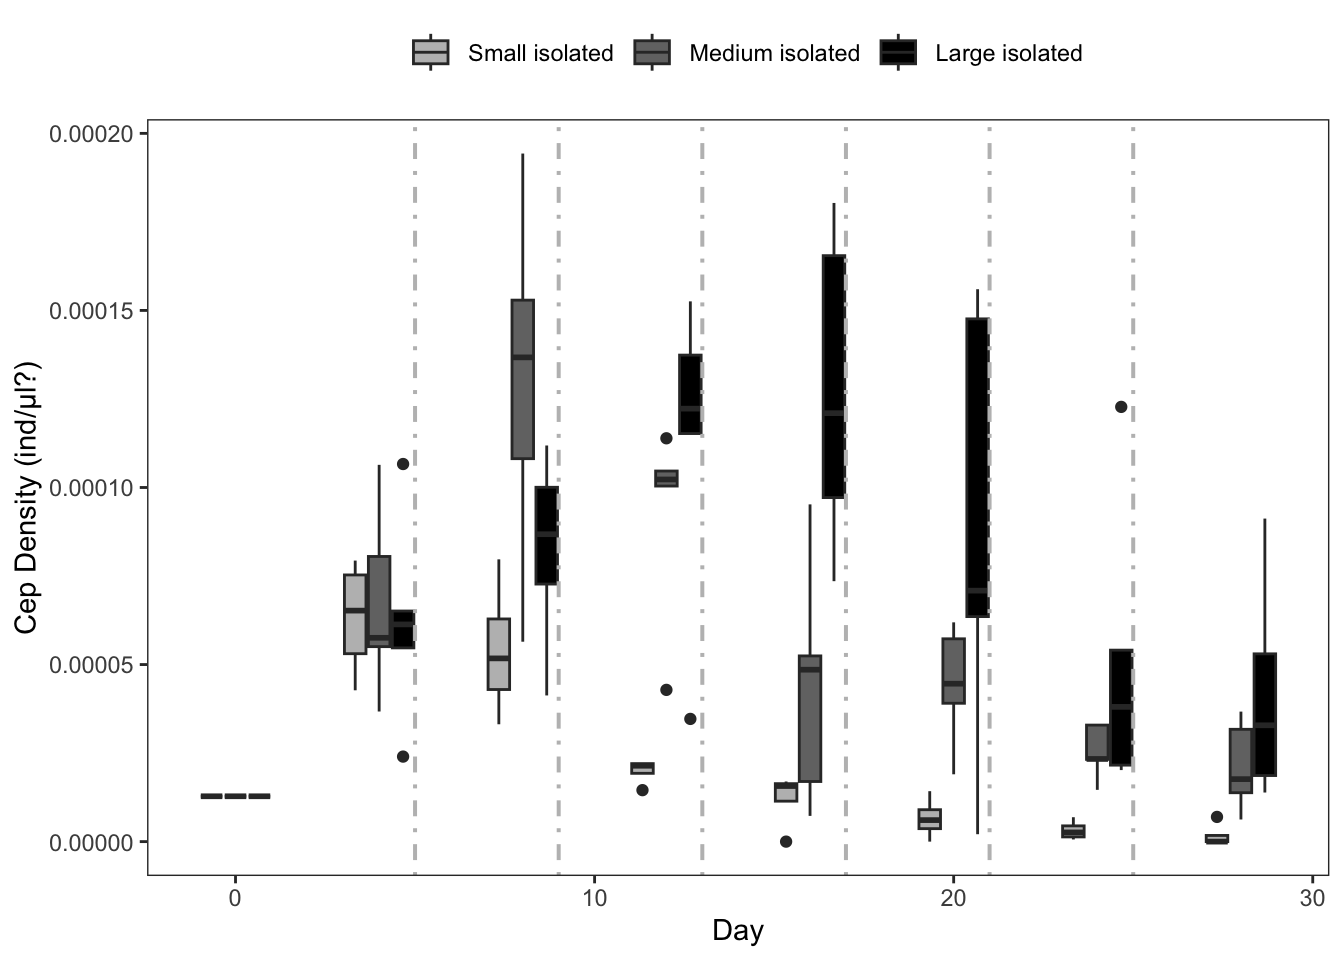 Small isolated Medium isolated Large isolated
0.00020
0.00015
0.00010
0.00005
0.00000
Cep Density (ind/µl?)
0 10 20 30
Day